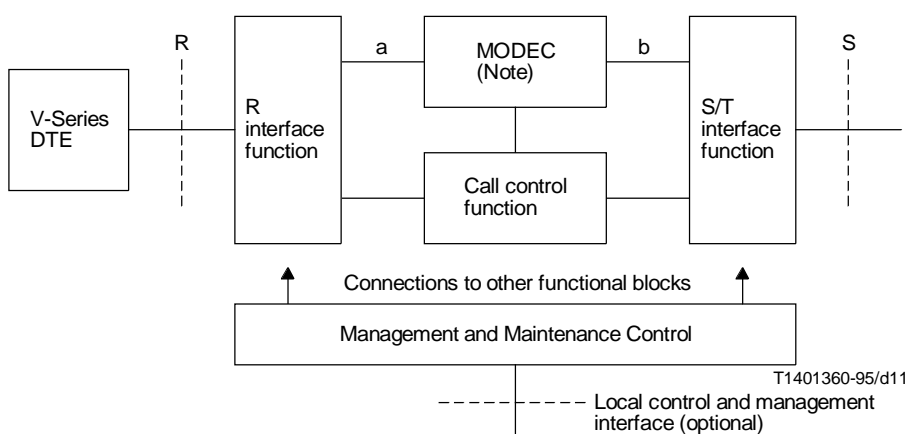 R
a
MODEC
(Note)
b
S
V-Series
DTE
R
interface
function
S/T
interface
function
Call control
function
Connections to other functional blocks
Management and Maintenance Control
T1401360-95/d11
Local control and management
interface (optional)